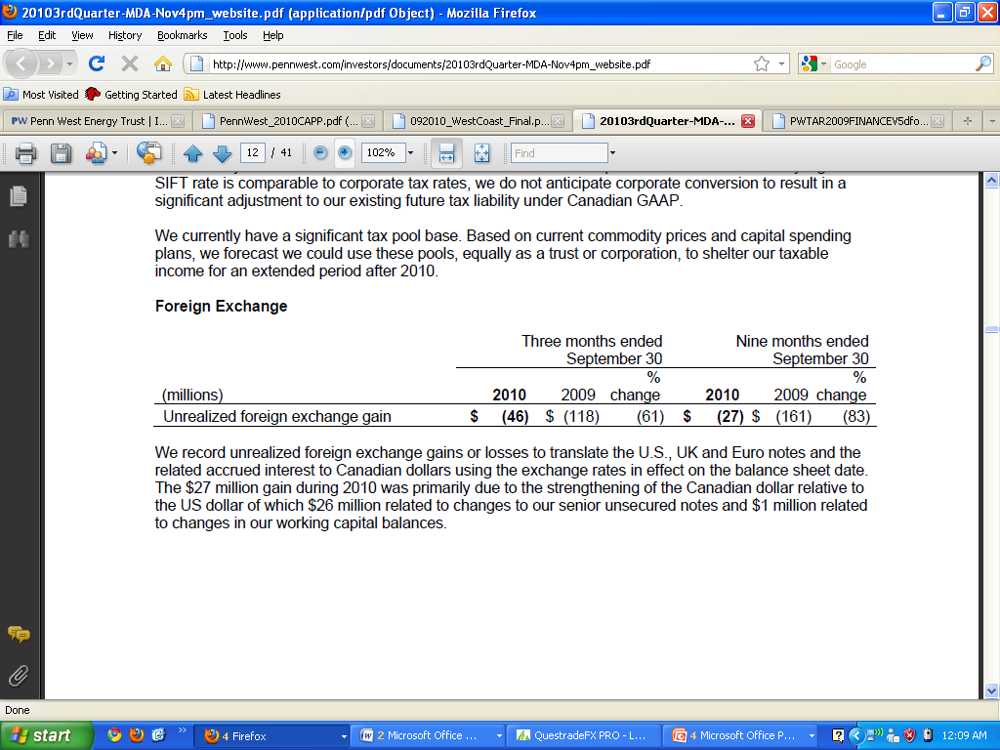 20103rdQuarter-MDA-Nov4pm_website.pdf (application/pdf Object) - Mozilla Firefox
File Edit View History Bookmarks Tools Help
http://www.pennwest.com/investors/documents/20103rdQuarter-MDA-Nov4pm_website.pdf Google
Most Visited Getting Started Latest Headlines
PW Penn West Energy Trust | I... PennWest_2010CAPP.pdf (... 092010_WestCoast_Final.p... 20103rdQuarter-MDA-... PWTAR2009FINANCEV5dfo...
12 / 41 102% Find
SIFT rate is comparable to corporate tax rates, we do not anticipate corporate conversion to result in a
significant adjustment to our existing future tax liability under Canadian GAAP.
We currently have a significant tax pool base. Based on current commodity prices and capital spending
plans, we forecast we could use these pools, equally as a trust or corporation, to shelter our taxable
income for an extended period after 2010.
Foreign Exchange
Three months ended Nine months ended
September 30 September 30
% %
(millions) 2010 2009 change 2010 2009 change
Unrealized foreign exchange gain $ (46) $ (118) (61) $ (27) $ (161) (83)
We record unrealized foreign exchange gains or losses to translate the U.S., UK and Euro notes and the
related accrued interest to Canadian dollars using the exchange rates in effect on the balance sheet date.
The $27 million gain during 2010 was primarily due to the strengthening of the Canadian dollar relative to
the US dollar of which $26 million related to changes to our senior unsecured notes and $1 million related
to changes in our working capital balances.
Done
start 4 Firefox 2 Microsoft Office ... QuestradeFX PRO - L... 4 Microsoft Office P... 12:09 AM